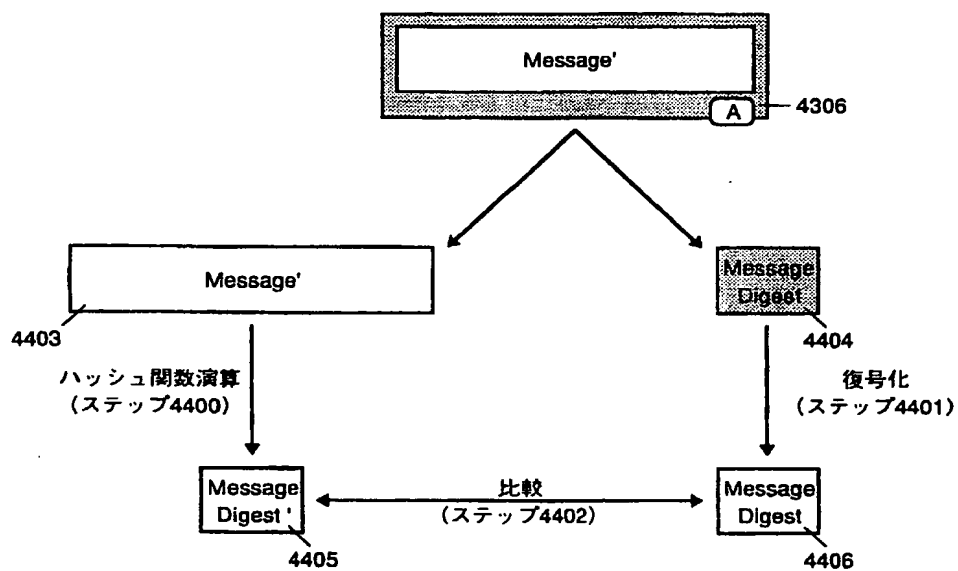 Message'
A
4306
Message'
Message
Digest
4403
4404
ハッシュ関数演算
(ステップ4400)
復号化
(ステップ4401)
Message
Digest '
比較
(ステップ4402)
Message
Digest
4405
4406